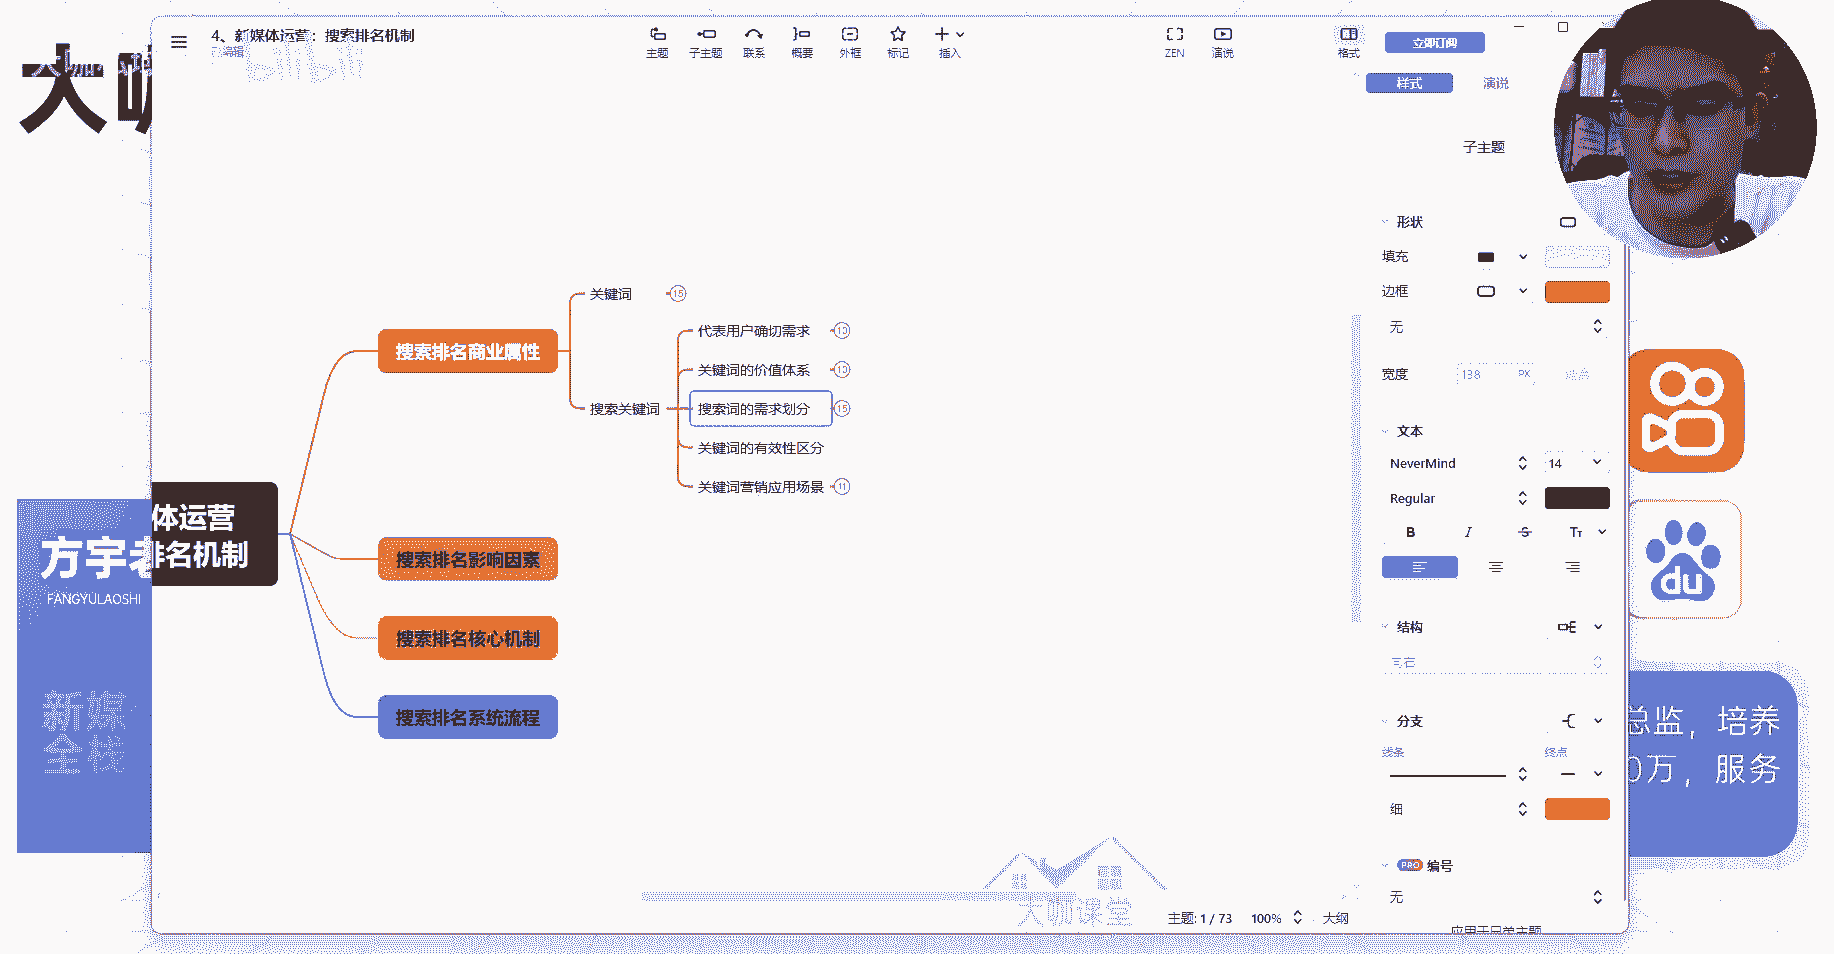 4、新媒体运营：搜索排名机制
已编辑
bilibili
主题
子主题
联系
概要
外框
标记
插入
ZEN
演说
格式
立即订阅
样式
演说
大咖
子主题
形状
填充
边框
无
宽度
138
PX
文本
NeverMind
14
Regular
B
I
S
TT
结构
分支
线条
终点
细
PRO
编号
无
应用于兄弟主题
关键词
15
搜索排名商业属性
搜索关键词
代表用户确切需求
13
关键词的价值体系
13
搜索词的需求划分
15
关键词的有效性区分
关键词营销应用场景
11
体运营
排名机制
搜索排名影响因素
搜索排名核心机制
搜索排名系统流程
方宇老
FANGYULAOSHI
新媒
全栈
du
总监，培养
0万，服务
大咖课堂
主题: 1 / 73
100%
大纲